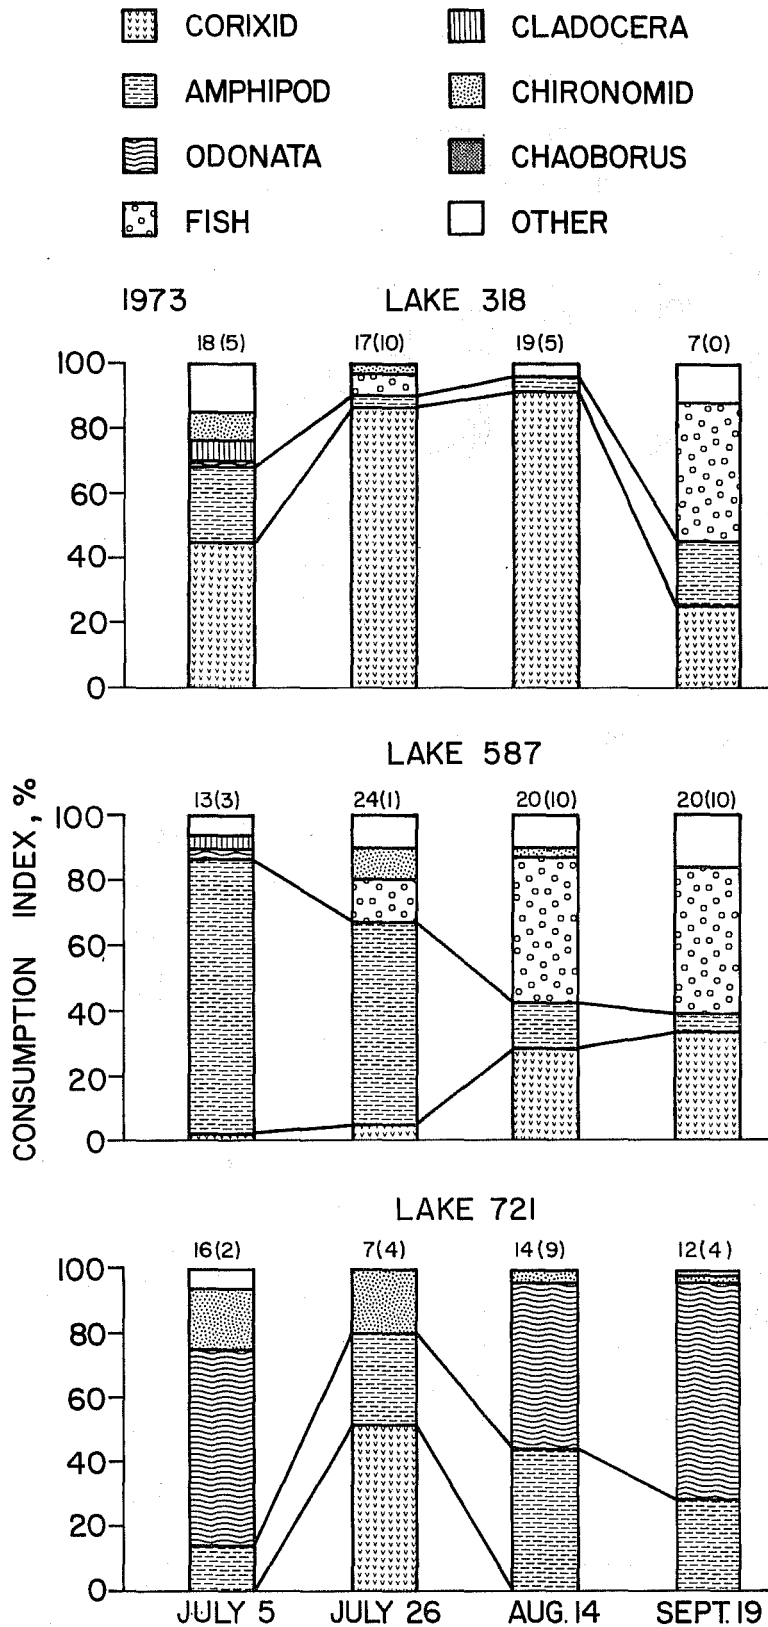 CORIXID CLADOCERA
AMPHIPOD CHIRONOMID
ODONATA CHAOBORUS
FISH OTHER
1973 LAKE 318
18(5) 17(10) 19(5) 7(0)
100
80
60
40
20
0
LAKE 587
13(3) 24(1) 20(10) 20(10)
100
80
60
40
20
0
CONSUMPTION INDEX, %
LAKE 721
16(2) 7(4) 14(9) 12(4)
100
80
60
40
20
0
JULY 5 JULY 26 AUG. 14 SEPT. 19